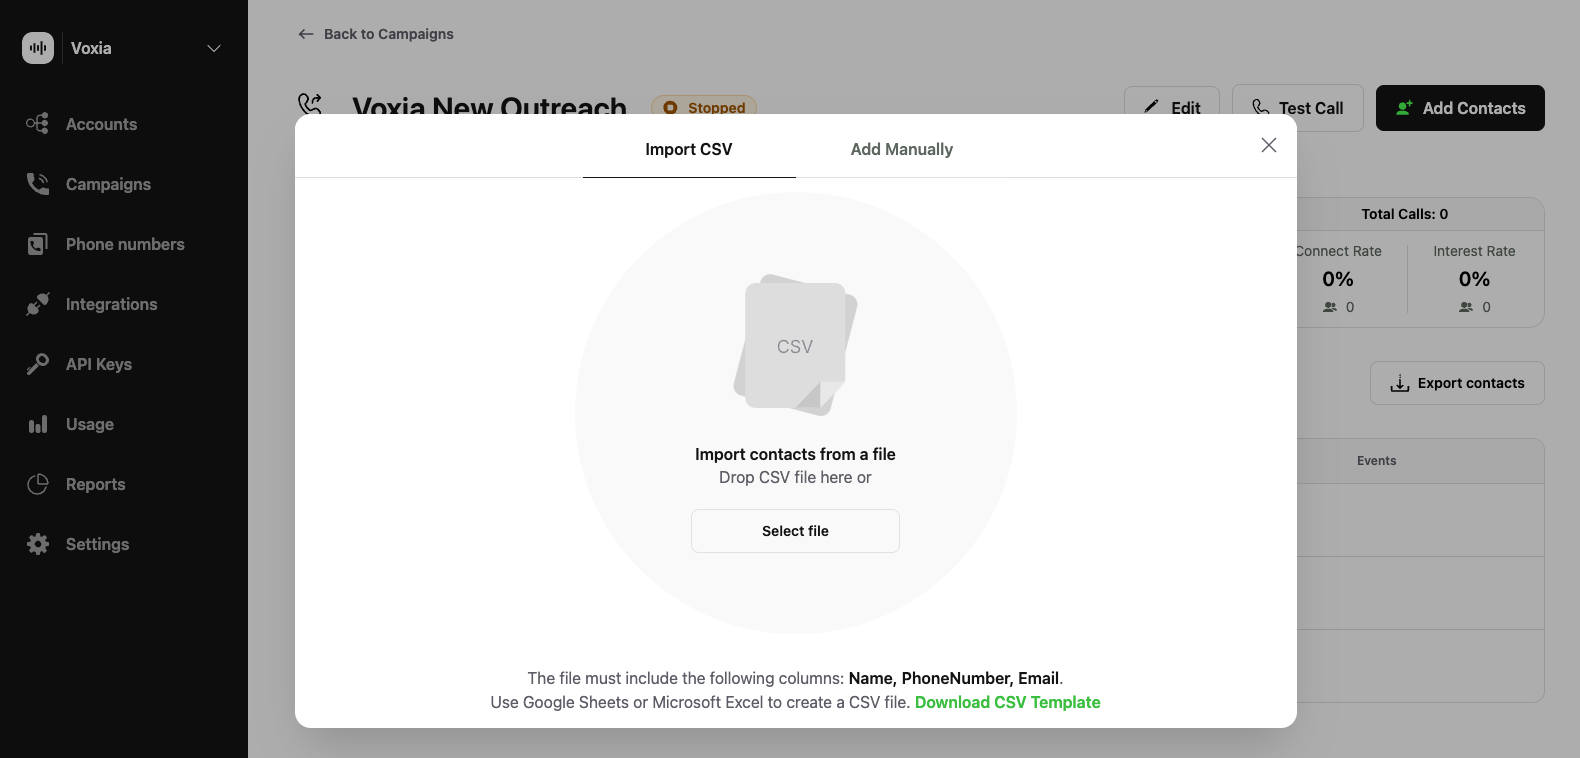 Voxia
Accounts
Campaigns
Phone numbers
Integrations
API Keys
Usage
Reports
Settings
Back to Campaigns
Voxia New Outreach
Stopped
Edit
Test Call
Add Contacts
Import CSV
Add Manually
CSV
Import contacts from a file
Drop CSV file here or
Select file
The file must include the following columns: Name, PhoneNumber, Email.
Use Google Sheets or Microsoft Excel to create a CSV file. Download CSV Template
Total Calls: 0
Connect Rate
Interest Rate
0%
0%
0
0
Export contacts
Events